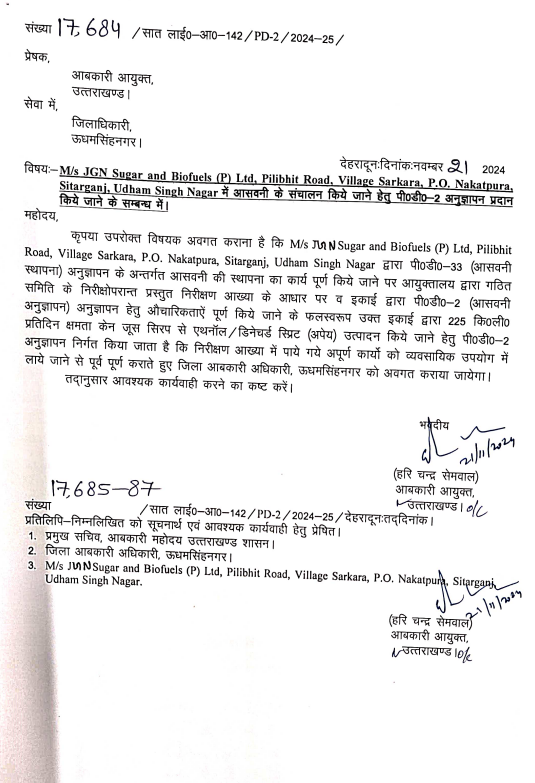 संख्या 17,684 /सात लाई0–आ0–142/PD-2/2024-25/
प्रेषक,
आबकारी आयुक्त,
उत्तराखण्ड।
सेवा में,
जिलाधिकारी,
ऊधमसिंहनगर।
देहरादूनःदिनांकःनवम्बर 21 2024
विषयः– M/s JGN Sugar and Biofuels (P) Ltd, Pilibhit Road, Village Sarkara, P.O. Nakatpura,
Sitarganj, Udham Singh Nagar में आसवनी के संचालन किये जाने हेतु पी0डी0–2 अनुज्ञापन प्रदान
किये जाने के सम्बन्ध में।
महोदय,
कृपया उपरोक्त विषयक अवगत कराना है कि M/s JGN Sugar and Biofuels (P) Ltd, Pilibhit
Road, Village Sarkara, P.O. Nakatpura, Sitarganj, Udham Singh Nagar द्वारा पी0डी0–33 (आसवनी
स्थापना) अनुज्ञापन के अन्तर्गत आसवनी की स्थापना का कार्य पूर्ण किये जाने पर आयुक्तालय द्वारा गठित
समिति के निरीक्षोपरान्त प्रस्तुत निरीक्षण आख्या के आधार पर व इकाई द्वारा पी0डी0–2 (आसवनी
अनुज्ञापन) अनुज्ञापन हेतु औचारिकताऐं पूर्ण किये जाने के फलस्वरूप उक्त इकाई द्वारा 225 कि0ली0
प्रतिदिन क्षमता केन जूस सिरप से एथनॉल/डिनेचर्ड स्प्रिट (अपेय) उत्पादन किये जाने हेतु पी0डी0–2
अनुज्ञापन निर्गत किया जाता है कि निरीक्षण आख्या में पाये गये अपूर्ण कार्यो को व्यवसायिक उपयोग में
लाये जाने से पूर्व पूर्ण कराते हुए जिला आबकारी अधिकारी, ऊधमसिंहनगर को अवगत कराया जायेगा।
तद्ानुसार आवश्यक कार्यवाही करने का कष्ट करें।
भवदीय
21/11/2024
(हरि चन्द्र सेमवाल)
आबकारी आयुक्त,
उत्तराखण्ड। o/c
17,685–87
संख्या /सात लाई0–आ0–142/PD-2/2024-25/देहरादूनःतद्दिनांक।
प्रतिलिपि–निम्नलिखित को सूचनार्थ एवं आवश्यक कार्यवाही हेतु प्रेषित।
1. प्रमुख सचिव, आबकारी महोदय उत्तराखण्ड शासन।
2. जिला आबकारी अधिकारी, ऊधमसिंहनगर।
3. M/s JGN Sugar and Biofuels (P) Ltd, Pilibhit Road, Village Sarkara, P.O. Nakatpura, Sitarganj,
Udham Singh Nagar.
21/11/2024
(हरि चन्द्र सेमवाल)
आबकारी आयुक्त,
उत्तराखण्ड। o/c